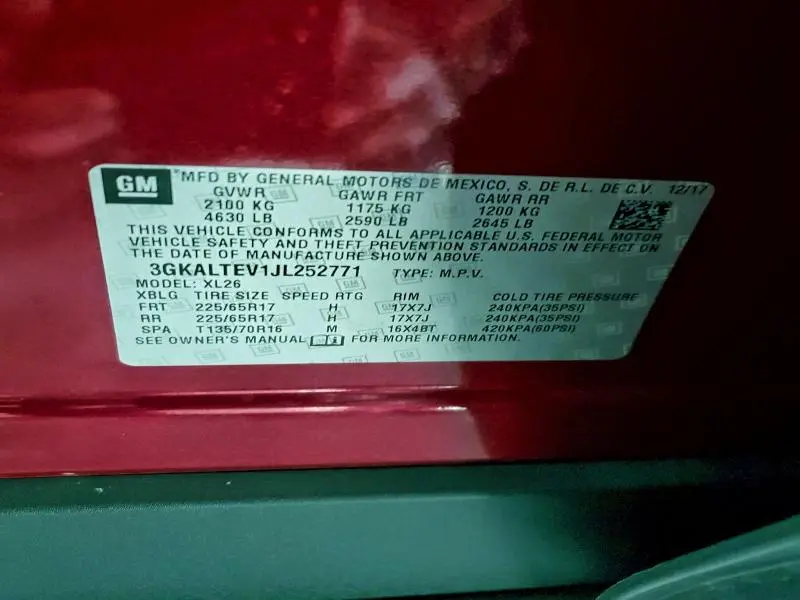 GM MFD BY GENERAL MOTORS DE MEXICO, S. DE R.L. DE C.V. 12/17
GVWR GAWR FRT GAWR RR
2100 KG 1175 KG 1200 KG
4630 LB 2590 LB 2645 LB
THIS VEHICLE CONFORMS TO ALL APPLICABLE U.S. FEDERAL MOTOR
VEHICLE SAFETY AND THEFT PREVENTION STANDARDS IN EFFECT ON
THE DATE OF MANUFACTURE SHOWN ABOVE.
3GKALTEV1JL252771 TYPE: M.P.V.
MODEL: XL26
XBLG TIRE SIZE SPEED RTG RIM COLD TIRE PRESSURE
FRT 225/65R17 H 17X7J 240KPA(35PSI)
RR 225/65R17 H 17X7J 240KPA(35PSI)
SPA T135/70R16 M 16X4BT 420KPA(60PSI)
SEE OWNER'S MANUAL FOR MORE INFORMATION.